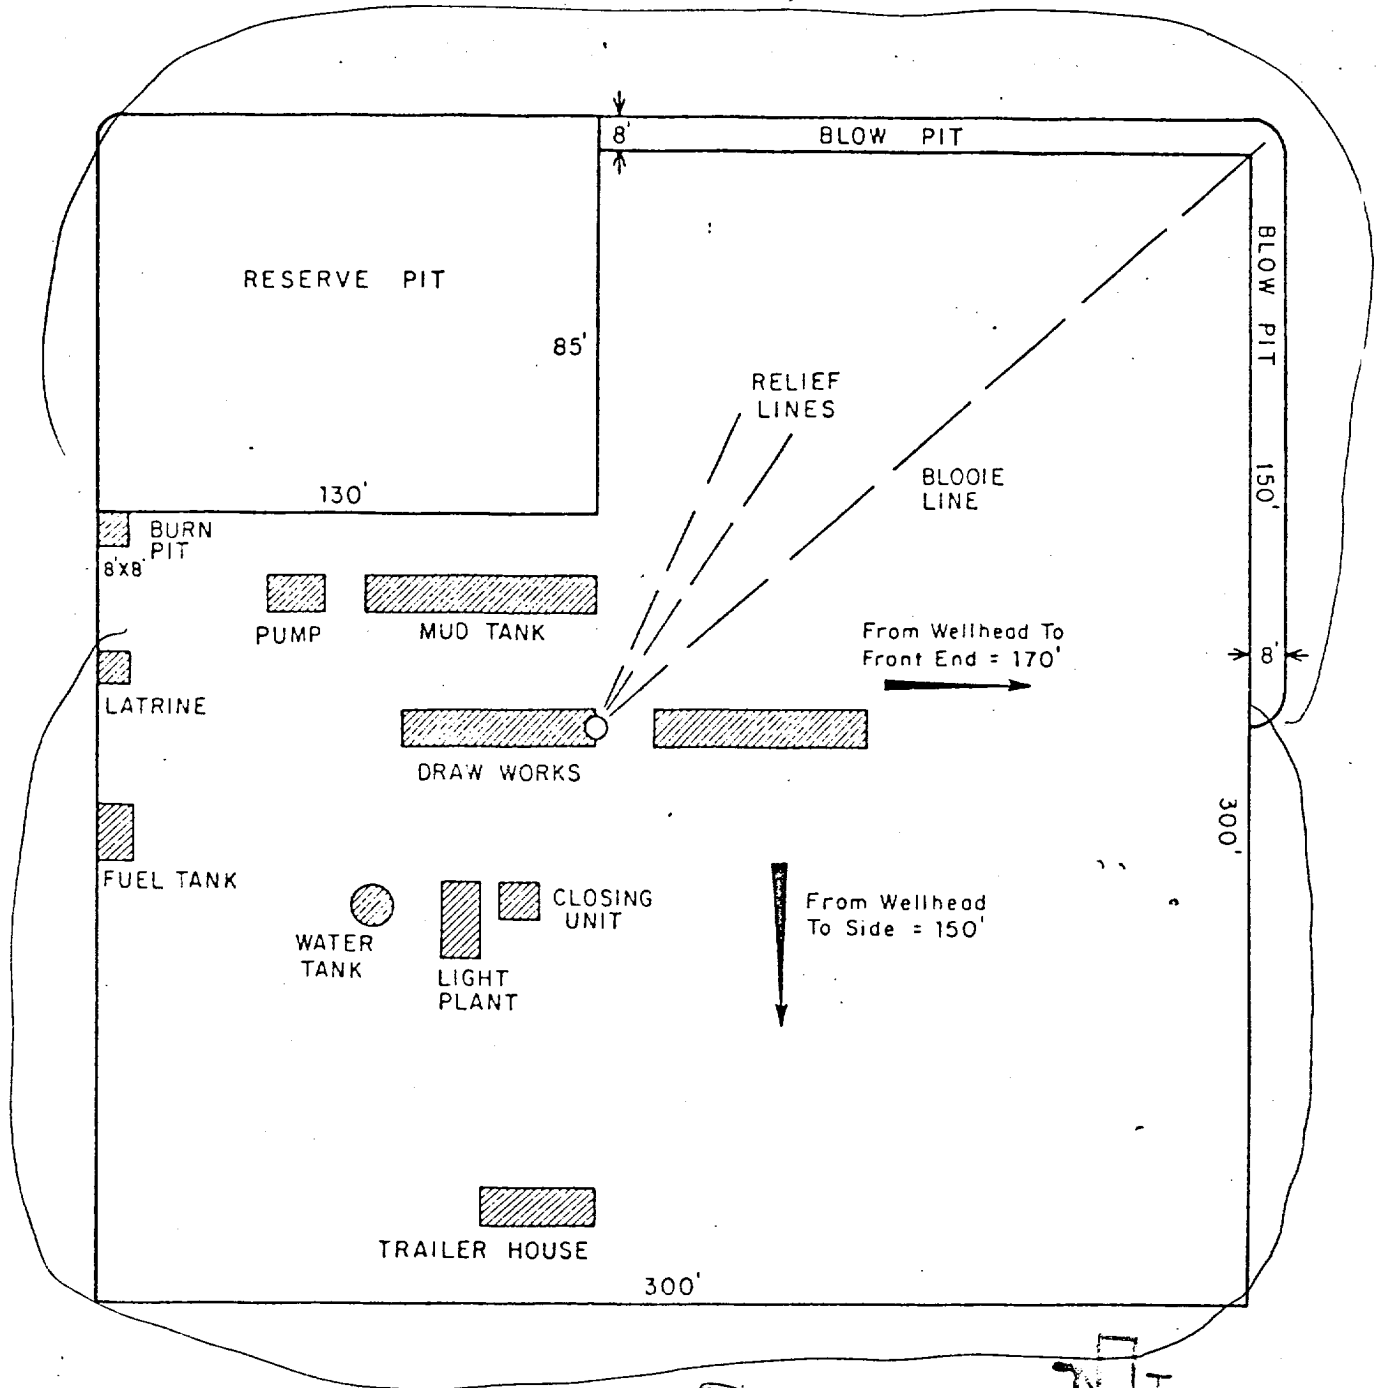 8'
BLOW PIT
RESERVE PIT
85'
130'
BLOW PIT
150'
8'
RELIEF
LINES
BLOOIE
LINE
BURN
PIT
8'X8'
PUMP
MUD TANK
From Wellhead To
Front End = 170'
LATRINE
DRAW WORKS
300'
FUEL TANK
CLOSING
UNIT
From Wellhead
To Side = 150'
WATER
TANK
LIGHT
PLANT
TRAILER HOUSE
300'